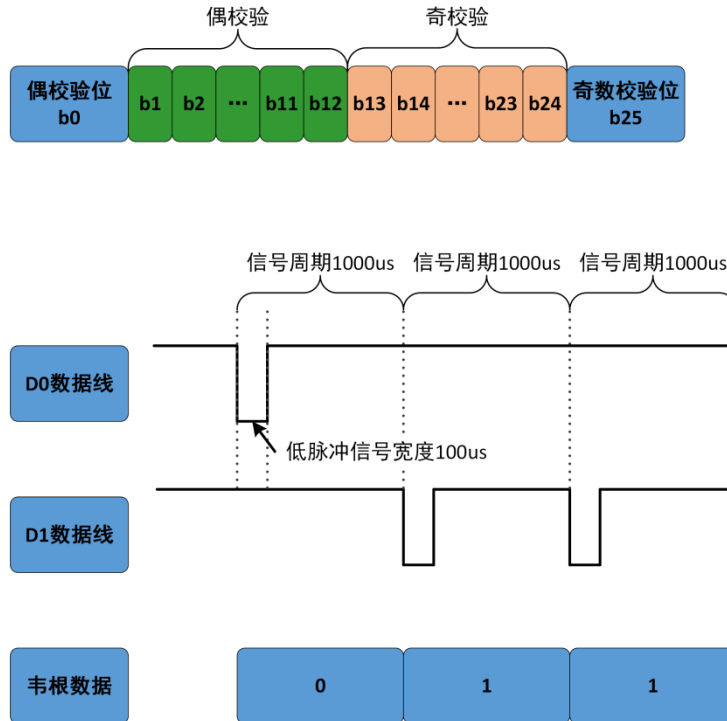 偶校验 奇校验
偶校验位
b0
b1 b2 ··· b11 b12 b13 b14 ··· b23 b24
奇数校验位
b25
信号周期1000us 信号周期1000us 信号周期1000us
D0数据线
低脉冲信号宽度100us
D1数据线
韦根数据 0 1 1